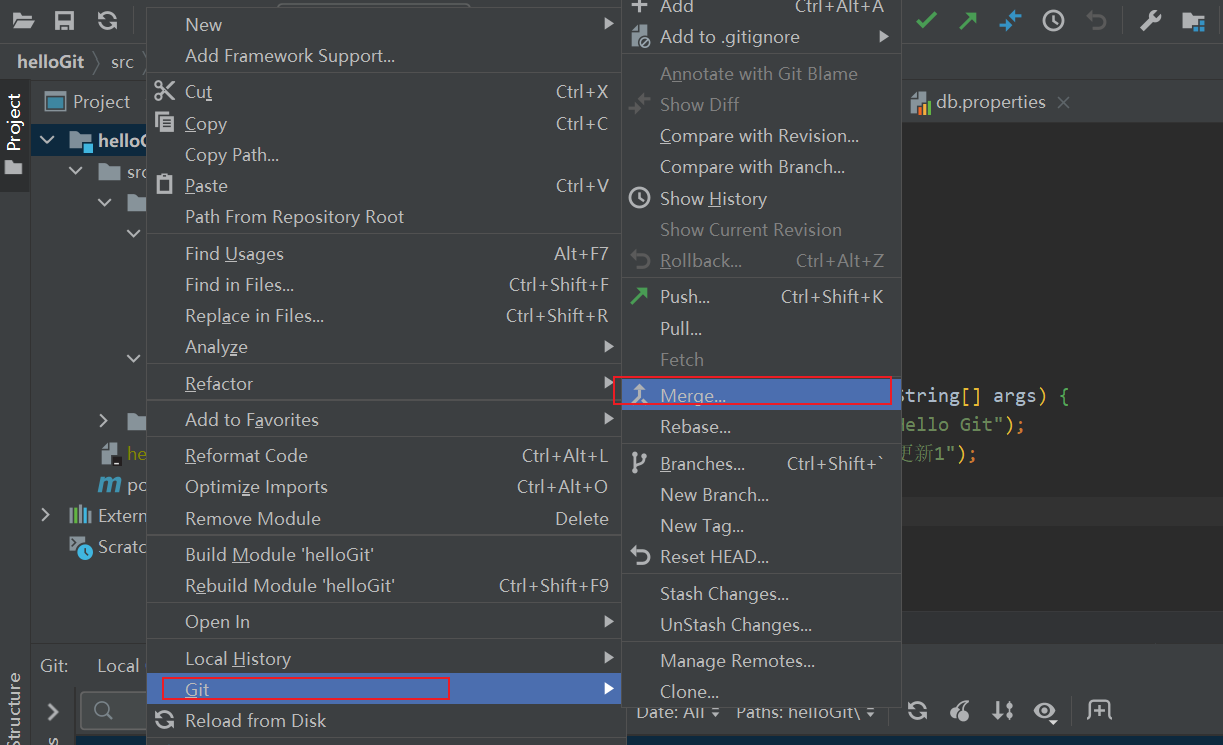 helloGit
src
Project
Project
helloG
src
he
po
Extern
Scratc
Git:
Local
Structure
New
Add Framework Support...
Cut Ctrl+X
Copy Ctrl+C
Copy Path...
Paste Ctrl+V
Path From Repository Root
Find Usages Alt+F7
Find in Files... Ctrl+Shift+F
Replace in Files... Ctrl+Shift+R
Analyze
Refactor
Add to Favorites
Reformat Code Ctrl+Alt+L
Optimize Imports Ctrl+Alt+O
Remove Module Delete
Build Module 'helloGit'
Rebuild Module 'helloGit' Ctrl+Shift+F9
Open In
Local History
Git
Reload from Disk
Add Ctrl+Alt+A
Add to .gitignore
Annotate with Git Blame
Show Diff
Compare with Revision...
Compare with Branch...
Show History
Show Current Revision
Rollback... Ctrl+Alt+Z
Push... Ctrl+Shift+K
Pull...
Fetch
Merge...
Rebase...
Branches... Ctrl+Shift+`
New Branch...
New Tag...
Reset HEAD...
Stash Changes...
UnStash Changes...
Manage Remotes...
Clone...
Date: All Paths: helloGit\
db.properties
String[] args) {
Hello Git");
更新1");